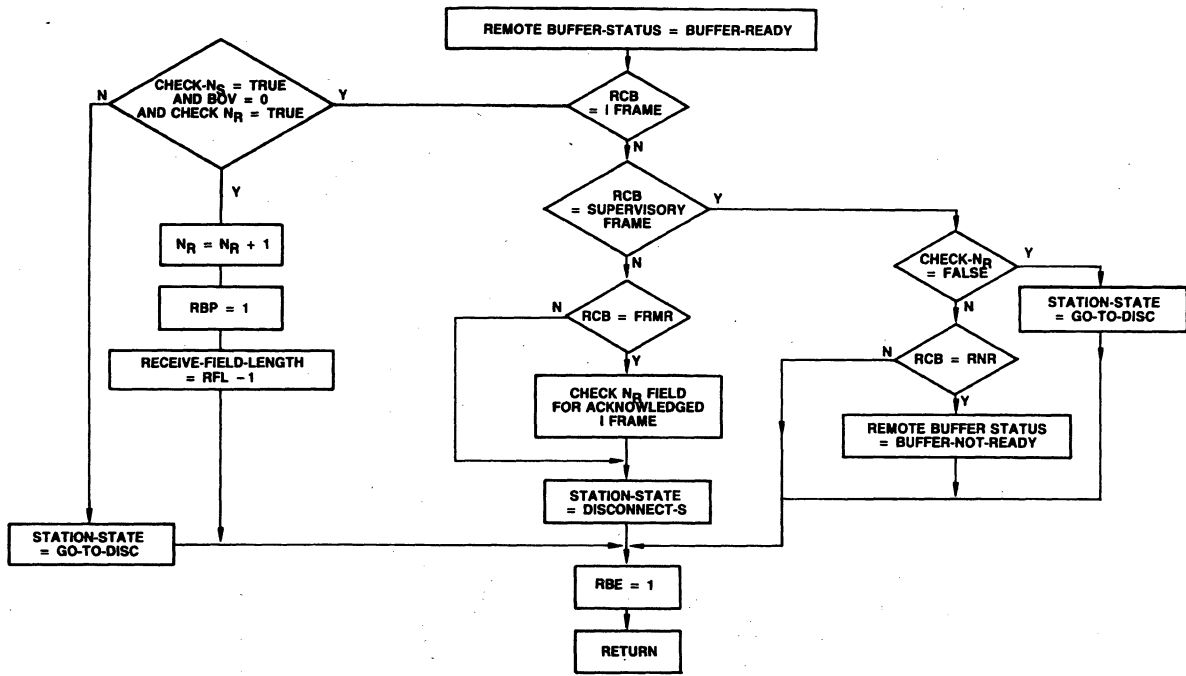 REMOTE BUFFER-STATUS = BUFFER-READY
RCB
= I FRAME
Y
N
CHECK-NS = TRUE
AND BOV = 0
AND CHECK NR = TRUE
N
Y
NR = NR + 1
RBP = 1
RECEIVE-FIELD-LENGTH
= RFL - 1
STATION-STATE
= GO-TO-DISC
RCB
= SUPERVISORY
FRAME
Y
N
RCB = FRMR
N
Y
CHECK NR FIELD
FOR ACKNOWLEDGED
I FRAME
STATION-STATE
= DISCONNECT-S
CHECK-NR
= FALSE
Y
N
STATION-STATE
= GO-TO-DISC
RCB = RNR
N
Y
REMOTE BUFFER STATUS
= BUFFER-NOT-READY
RBE = 1
RETURN